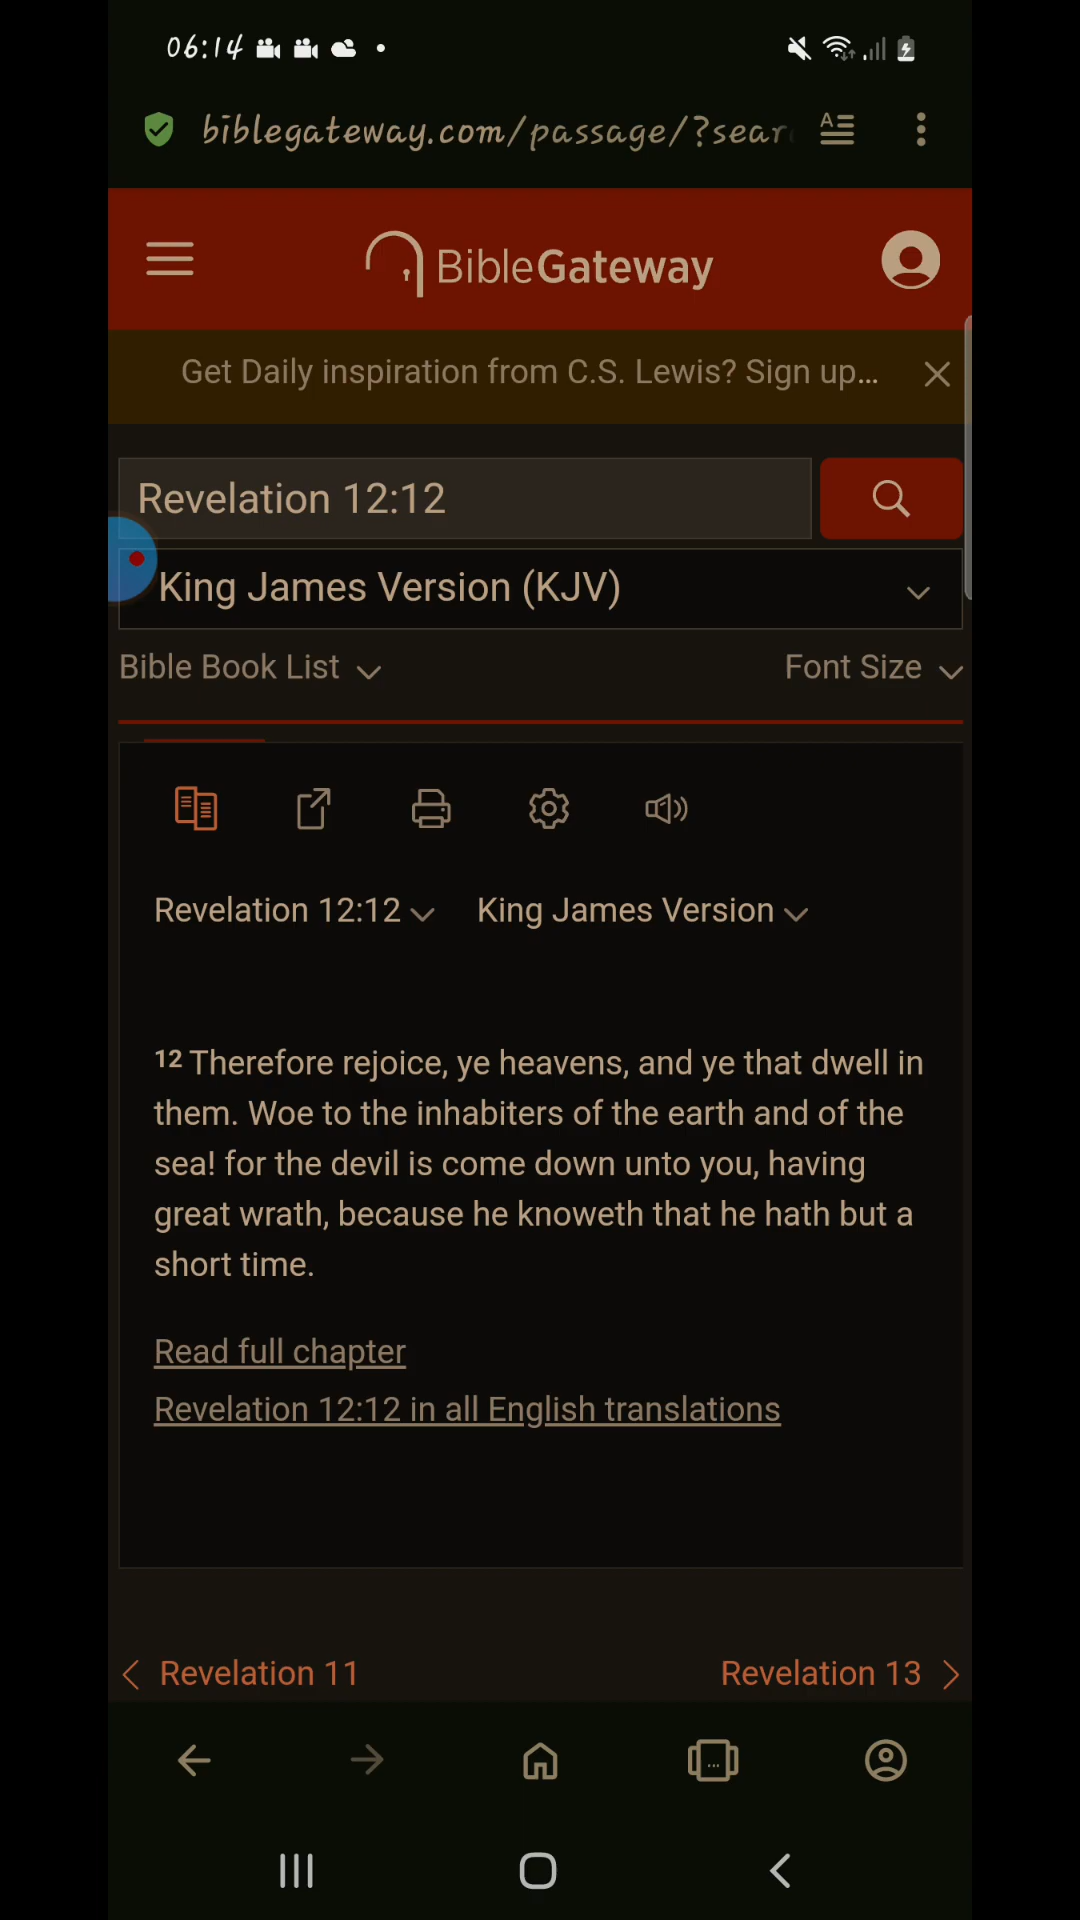 06:14
biblegateway.com/passage/?sear
BibleGateway
Get Daily inspiration from C.S. Lewis? Sign up...
Revelation 12:12
King James Version (KJV)
Bible Book List
Font Size
Revelation 12:12 King James Version
12 Therefore rejoice, ye heavens, and ye that dwell in
them. Woe to the inhabiters of the earth and of the
sea! for the devil is come down unto you, having
great wrath, because he knoweth that he hath but a
short time.
Read full chapter
Revelation 12:12 in all English translations
Revelation 11
Revelation 13